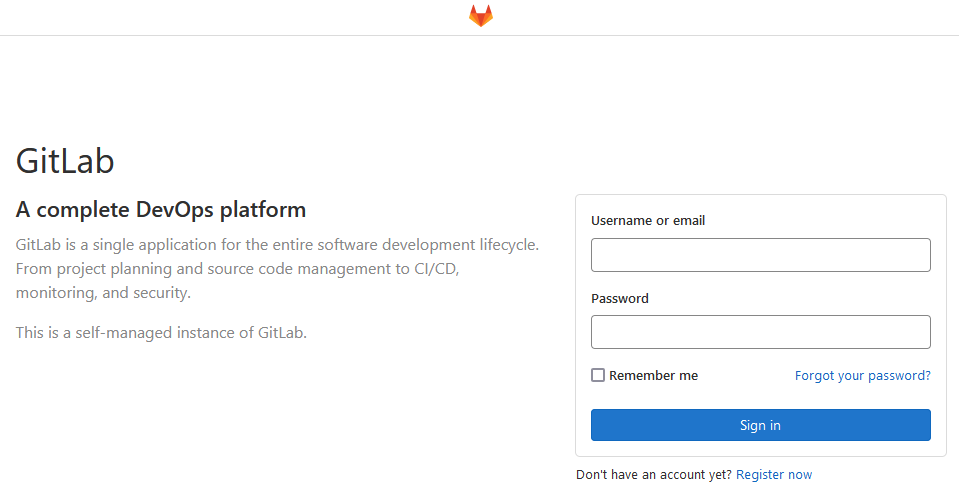 GitLab
A complete DevOps platform
GitLab is a single application for the entire software development lifecycle.
From project planning and source code management to CI/CD,
monitoring, and security.
This is a self-managed instance of GitLab.
Username or email
Password
Remember me
Forgot your password?
Sign in
Don't have an account yet? Register now